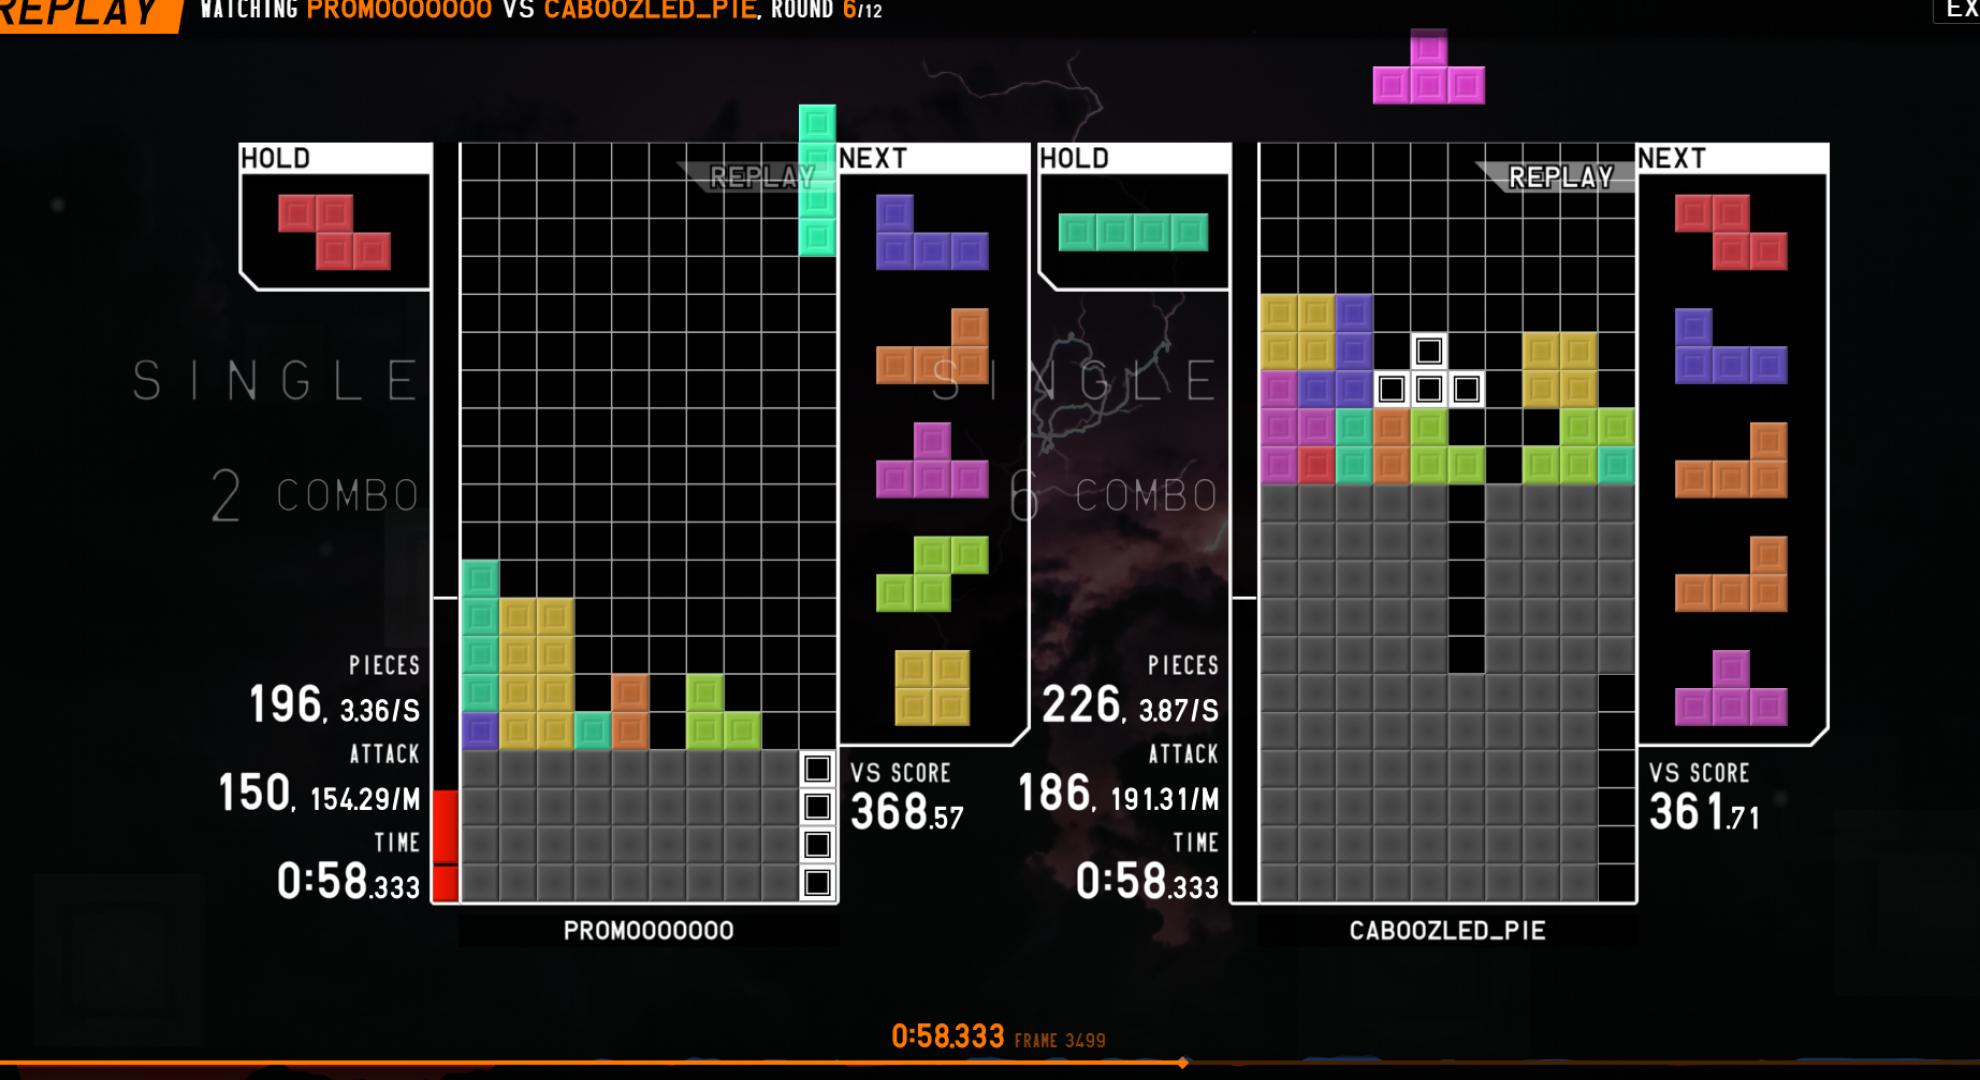 REPLAY
WATCHING PROMOOOOOOO VS CABOOZLED_PIE, ROUND 6/12
EX
HOLD
REPLAY
NEXT
HOLD
REPLAY
NEXT
SINGLE
2 COMBO
PIECES
196, 3.36/S
ATTACK
150, 154.29/M
TIME
0:58.333
VS SCORE
368.57
PROMOOOOOOO
SINGLE
6 COMBO
PIECES
226, 3.87/S
ATTACK
186, 191.31/M
TIME
0:58.333
VS SCORE
361.71
CABOOZLED_PIE
0:58.333 FRAME 3499